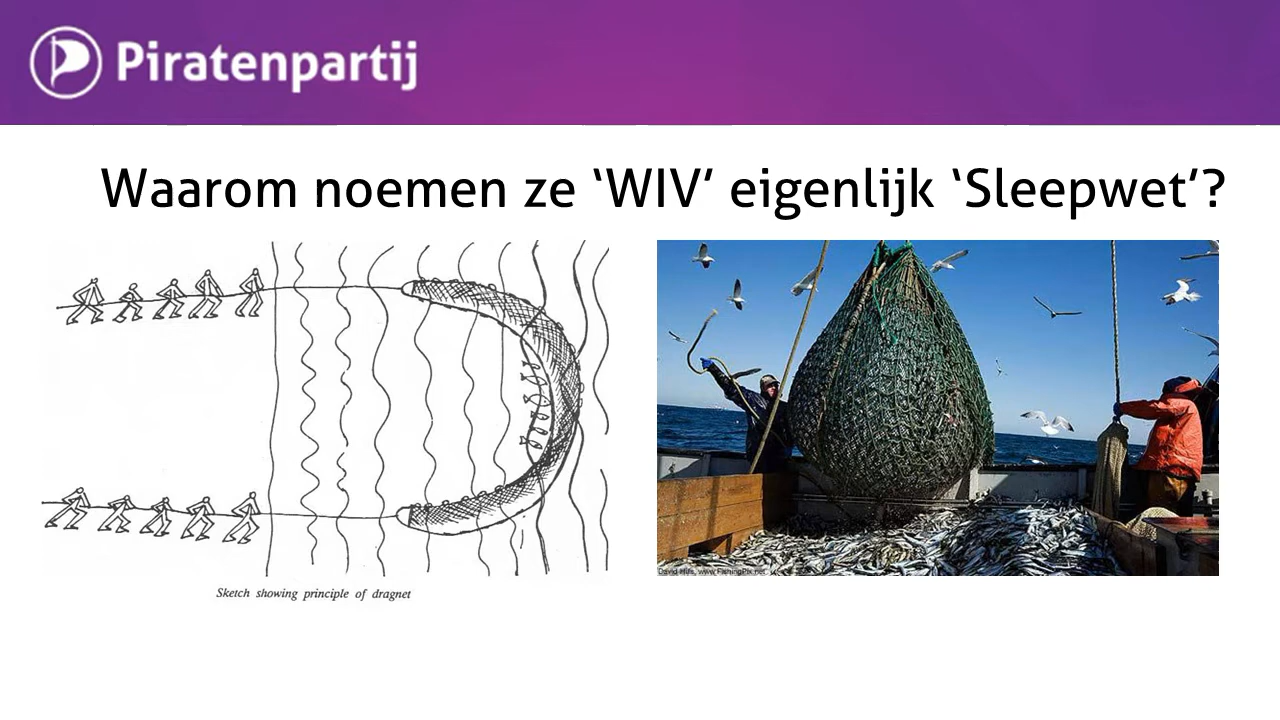 Piratenpartij
Waarom noemen ze ‘WIV’ eigenlijk ‘Sleepwet’?
Sketch showing principle of dragnet
David Hills, www.FishingPix.net